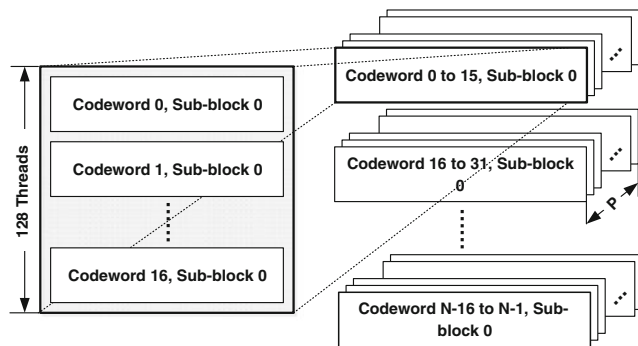 128 Threads
Codeword 0, Sub-block 0
Codeword 1, Sub-block 0
Codeword 16, Sub-block 0
Codeword 0 to 15, Sub-block 0
Codeword 16 to 31, Sub-block
0
P
Codeword N-16 to N-1, Sub-
block 0